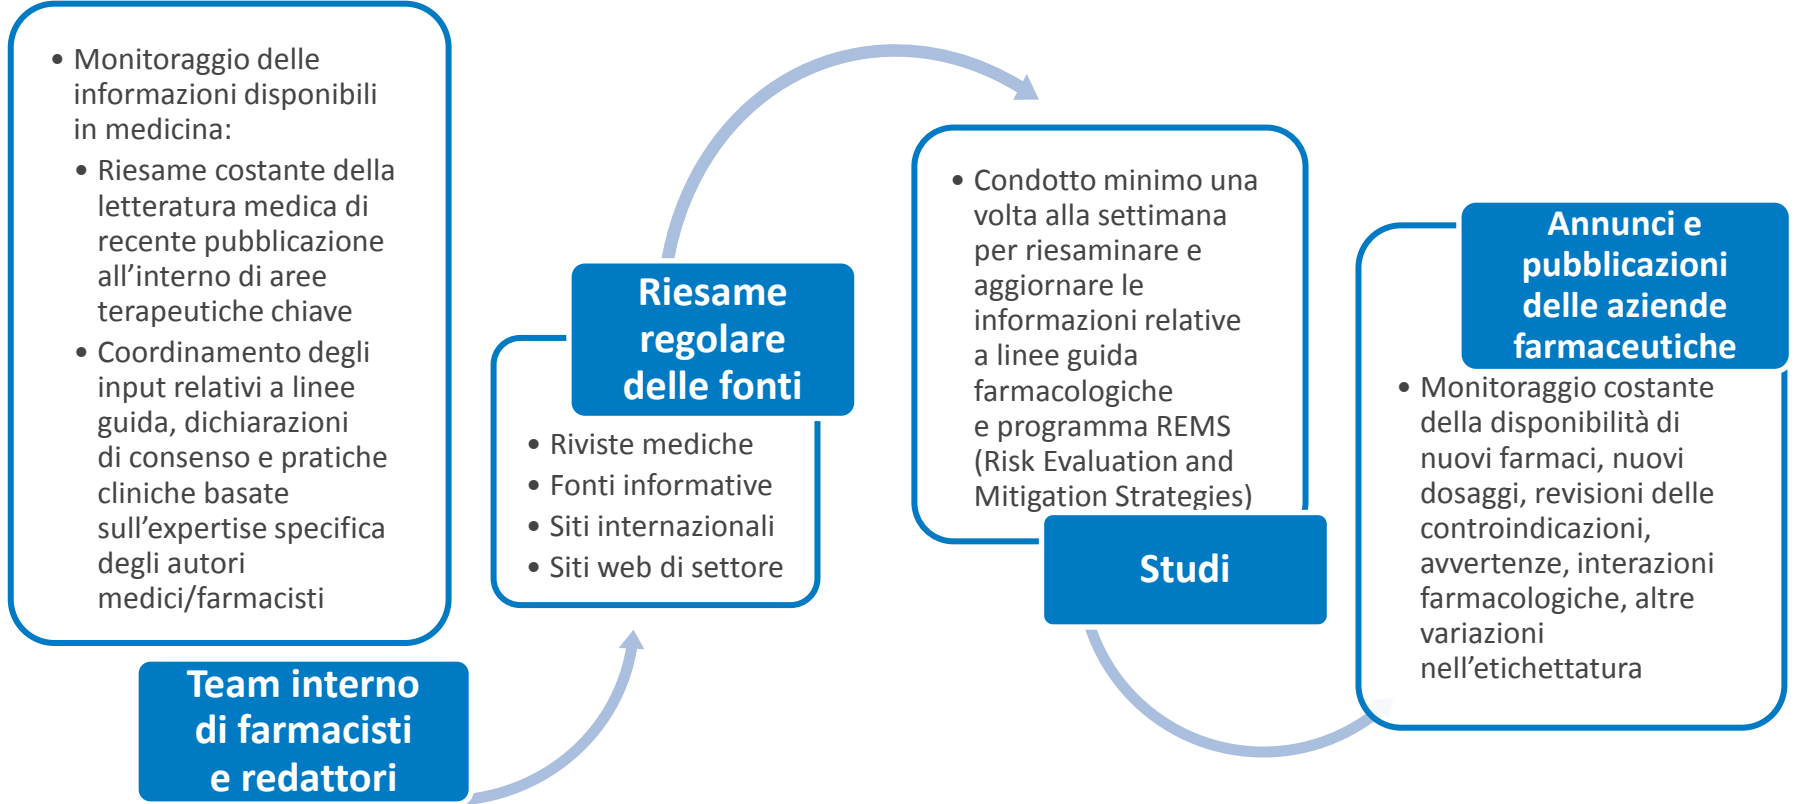 • Monitoraggio delle
informazioni disponibili
in medicina:
• Riesame costante della
letteratura medica di
recente pubblicazione
all’interno di aree
terapeutiche chiave
• Coordinamento degli
input relativi a linee
guida, dichiarazioni
di consenso e pratiche
cliniche basate
sull’expertise specifica
degli autori
medici/farmacisti
Team interno
di farmacisti
e redattori
Riesame
regolare
delle fonti
• Riviste mediche
• Fonti informative
• Siti internazionali
• Siti web di settore
• Condotto minimo una
volta alla settimana
per riesaminare e
aggiornare le
informazioni relative
a linee guida
farmacologiche
e programma REMS
(Risk Evaluation and
Mitigation Strategies)
Studi
Annunci e
pubblicazioni
delle aziende
farmaceutiche
• Monitoraggio costante
della disponibilità di
nuovi farmaci, nuovi
dosaggi, revisioni delle
controindicazioni,
avvertenze, interazioni
farmacologiche, altre
variazioni
nell’etichettatura